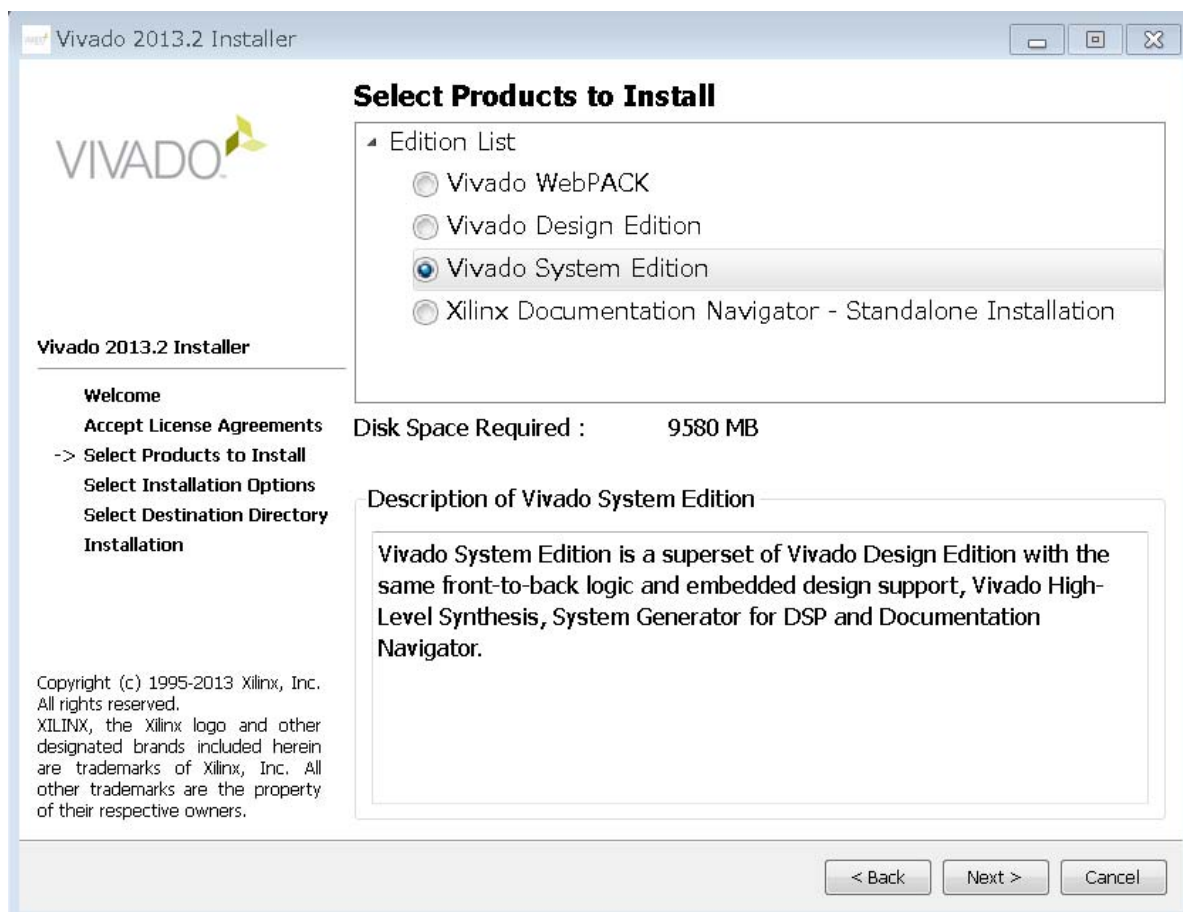 Vivado 2013.2 Installer
VIVADO
Select Products to Install
Edition List
Vivado WebPACK
Vivado Design Edition
Vivado System Edition
Xilinx Documentation Navigator - Standalone Installation
Vivado 2013.2 Installer
Welcome
Accept License Agreements
-> Select Products to Install
Select Installation Options
Select Destination Directory
Installation
Disk Space Required : 9580 MB
Description of Vivado System Edition
Vivado System Edition is a superset of Vivado Design Edition with the
same front-to-back logic and embedded design support, Vivado High-
Level Synthesis, System Generator for DSP and Documentation
Navigator.
Copyright (c) 1995-2013 Xilinx, Inc.
All rights reserved.
XILINX, the Xilinx logo and other
designated brands included herein
are trademarks of Xilinx, Inc. All
other trademarks are the property
of their respective owners.
< Back
Next >
Cancel